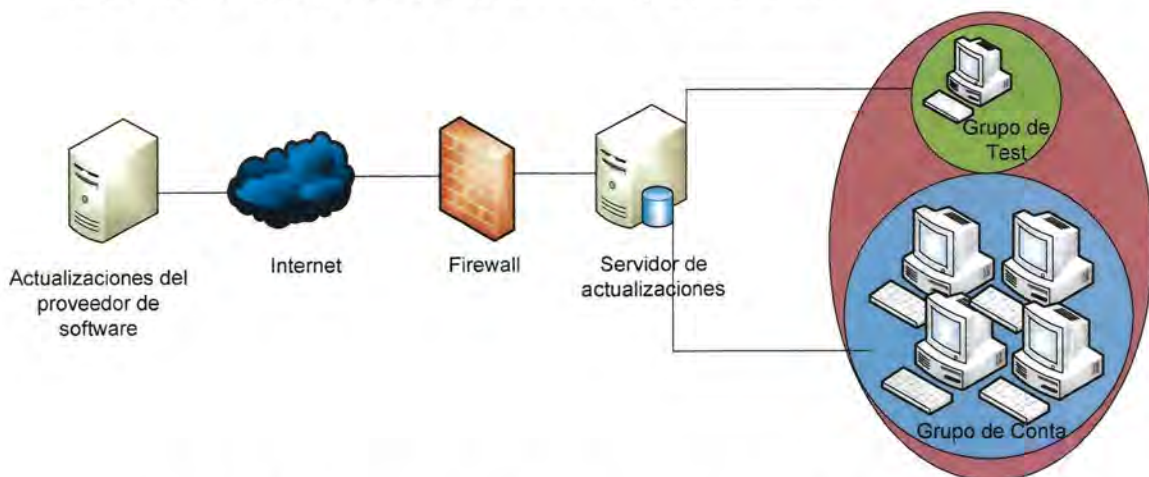 Actualizaciones del
proveedor de
software
Internet
Firewall
Servidor de
actualizaciones
Grupo de
Test
Grupo de Conta